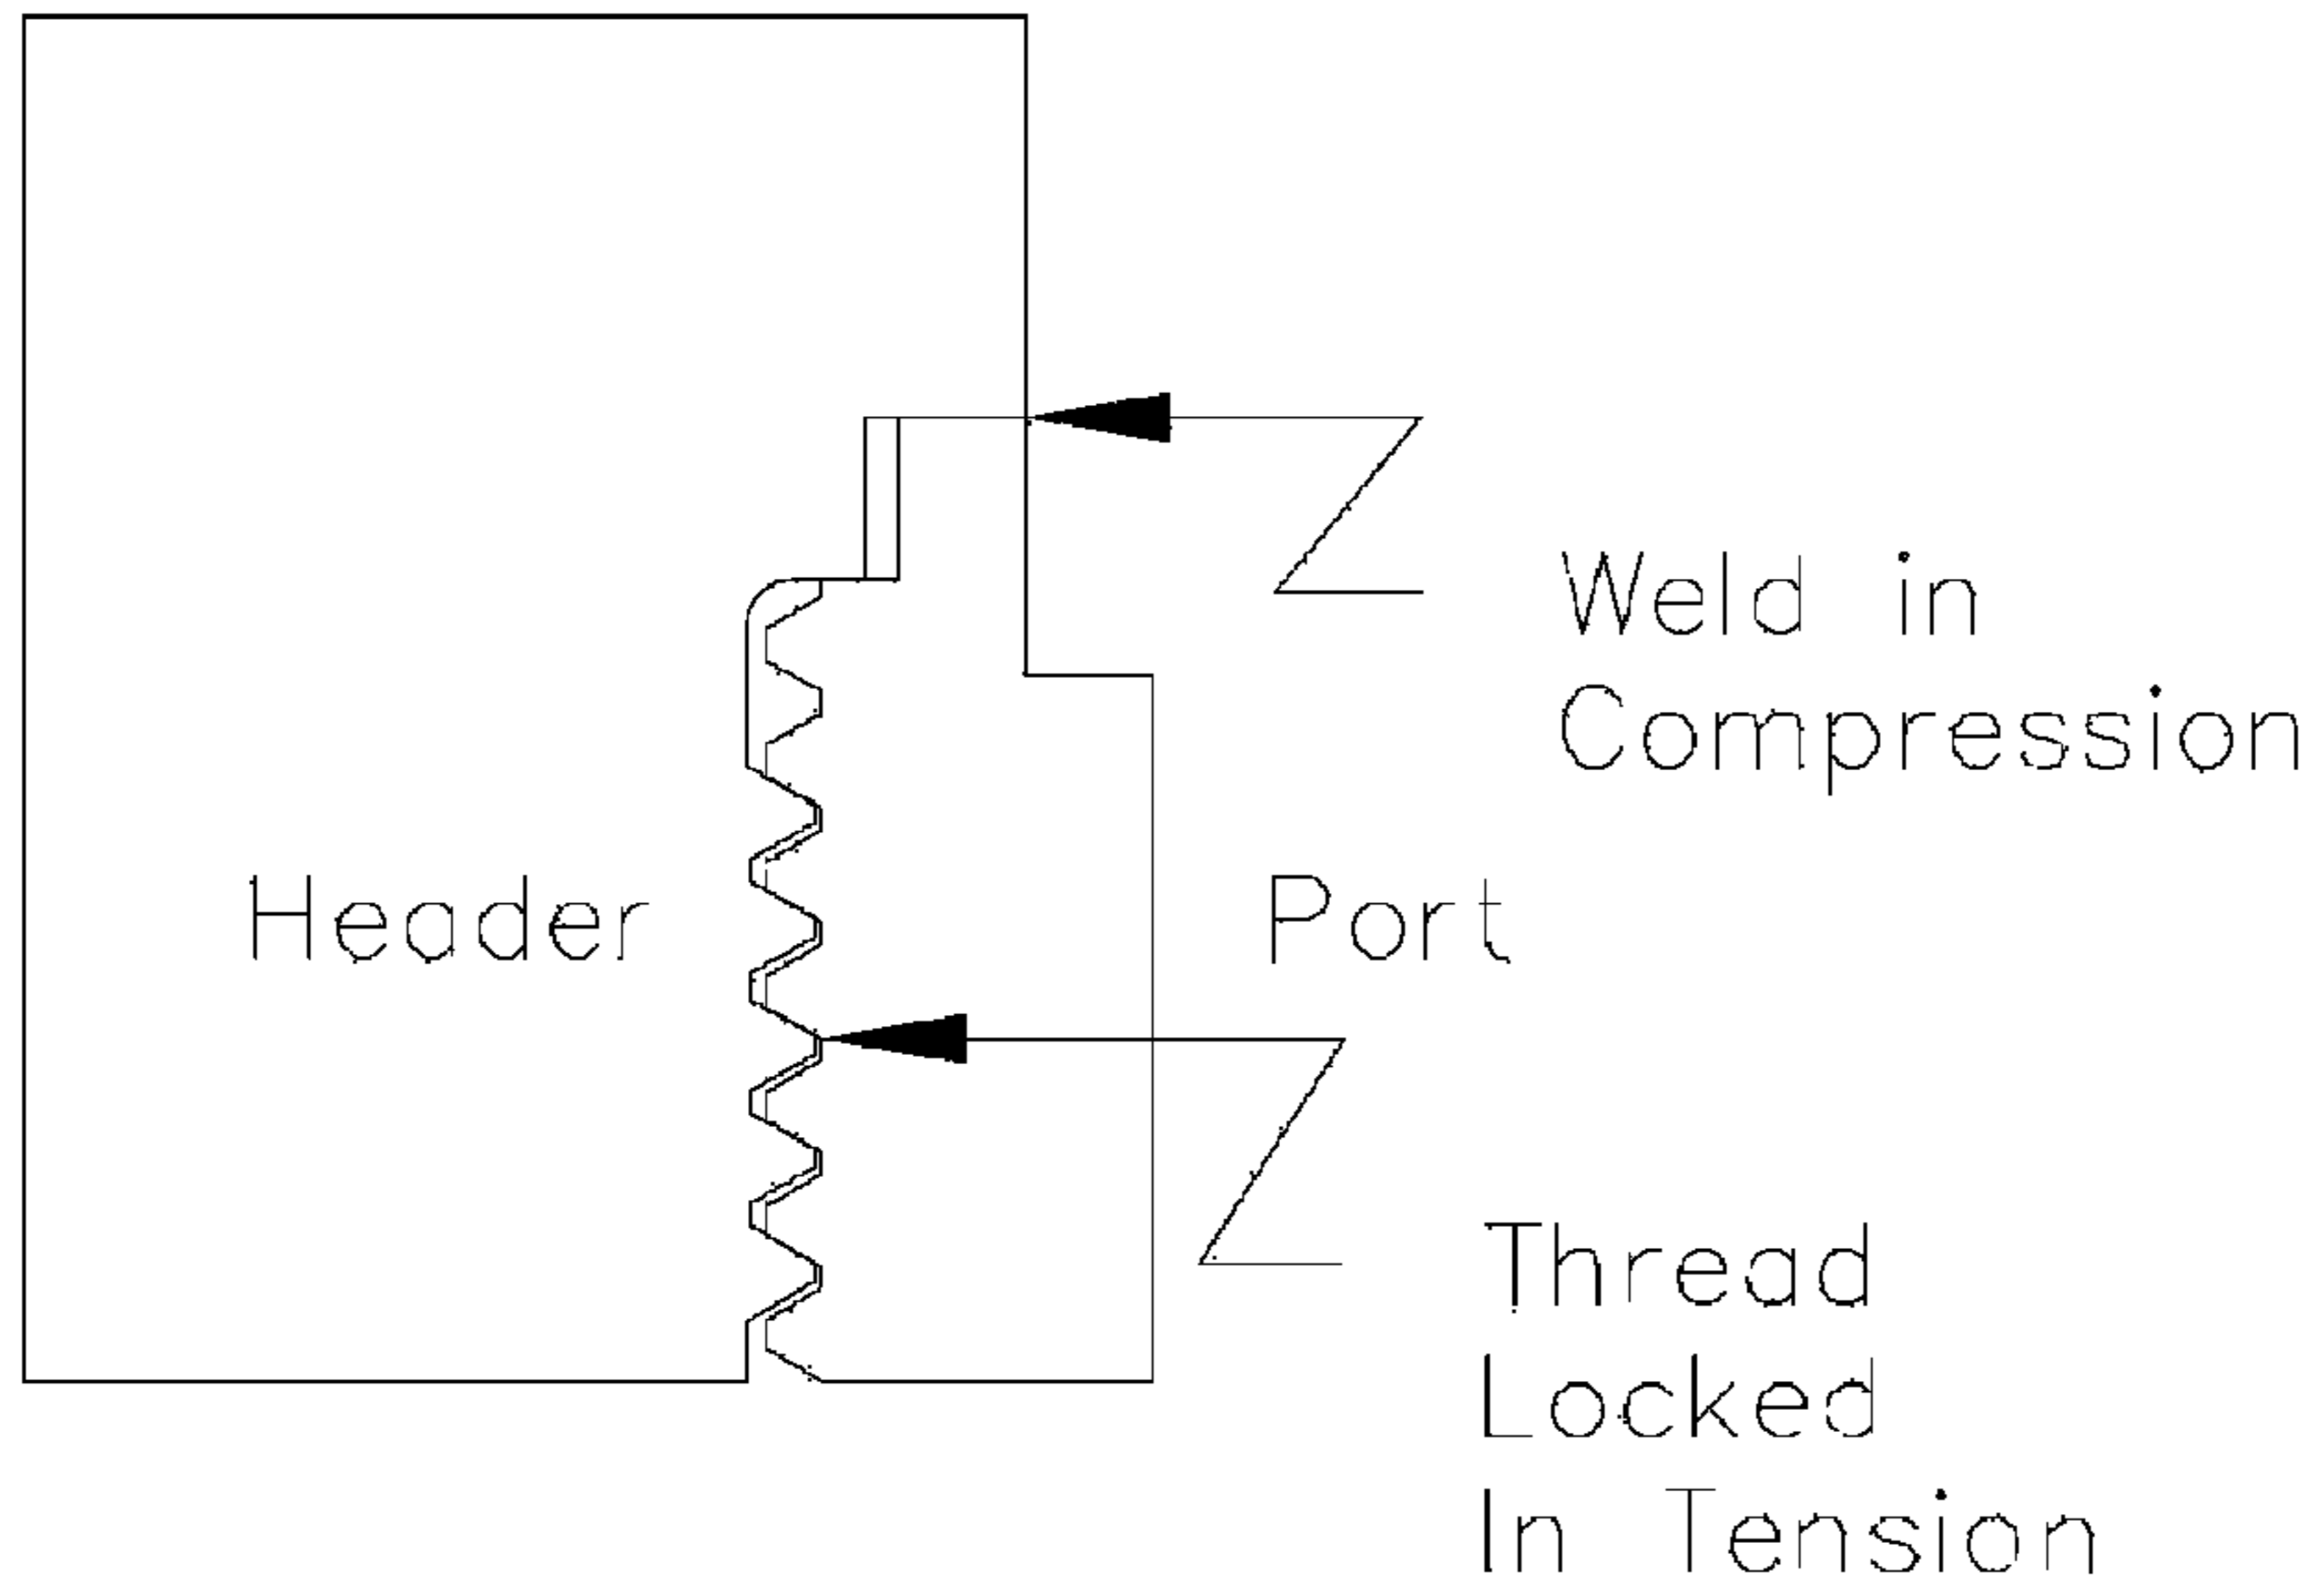 Weld in
Compression
Header
Port
Thread
Locked
In Tension